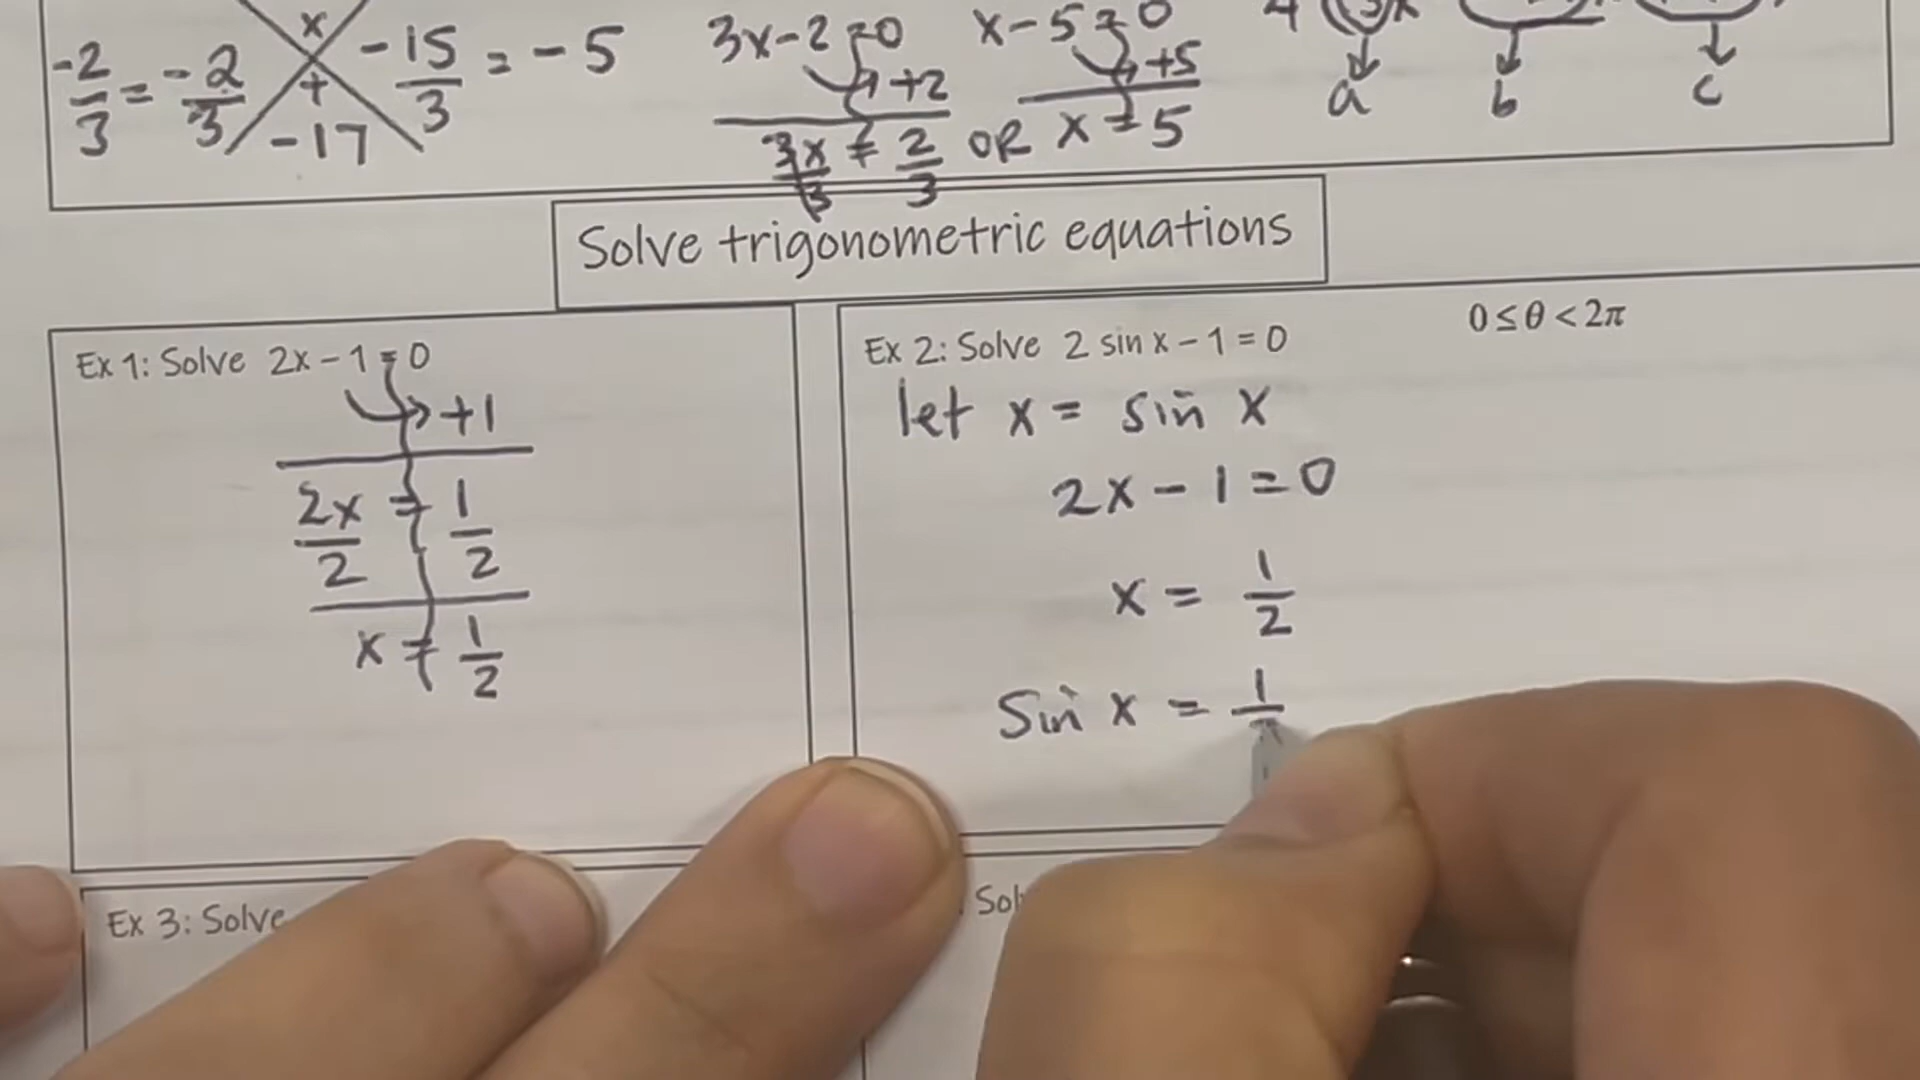 -2/3 = -2/3 x + -17 -15/3 = -5
3x-2=0
+2
3x/3 = 2/3
OR
x-5=0
+5
x=5
a b c
Solve trigonometric equations
Ex 1: Solve 2x - 1 = 0
+1
2x/2 = 1/2
x = 1/2
Ex 2: Solve 2 sin x - 1 = 0
0 ≤ θ < 2π
let x = sin x
2x - 1 = 0
x = 1/2
Sin x = 1/
Ex 3: Solve